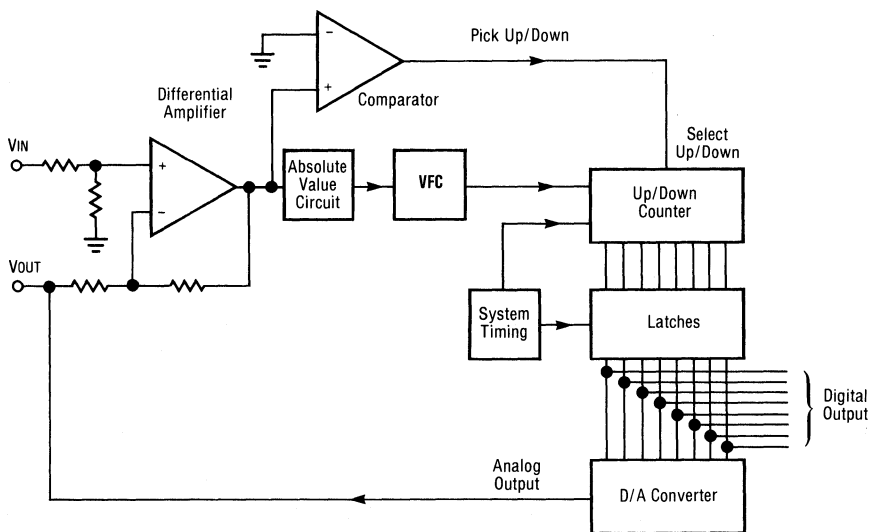 Pick Up/Down
Differential
Amplifier
−
+
Comparator
VIN
+
−
Absolute
Value
Circuit
VFC
Select
Up/Down
Up/Down
Counter
VOUT
System
Timing
Latches
Digital
Output
Analog
Output
D/A Converter